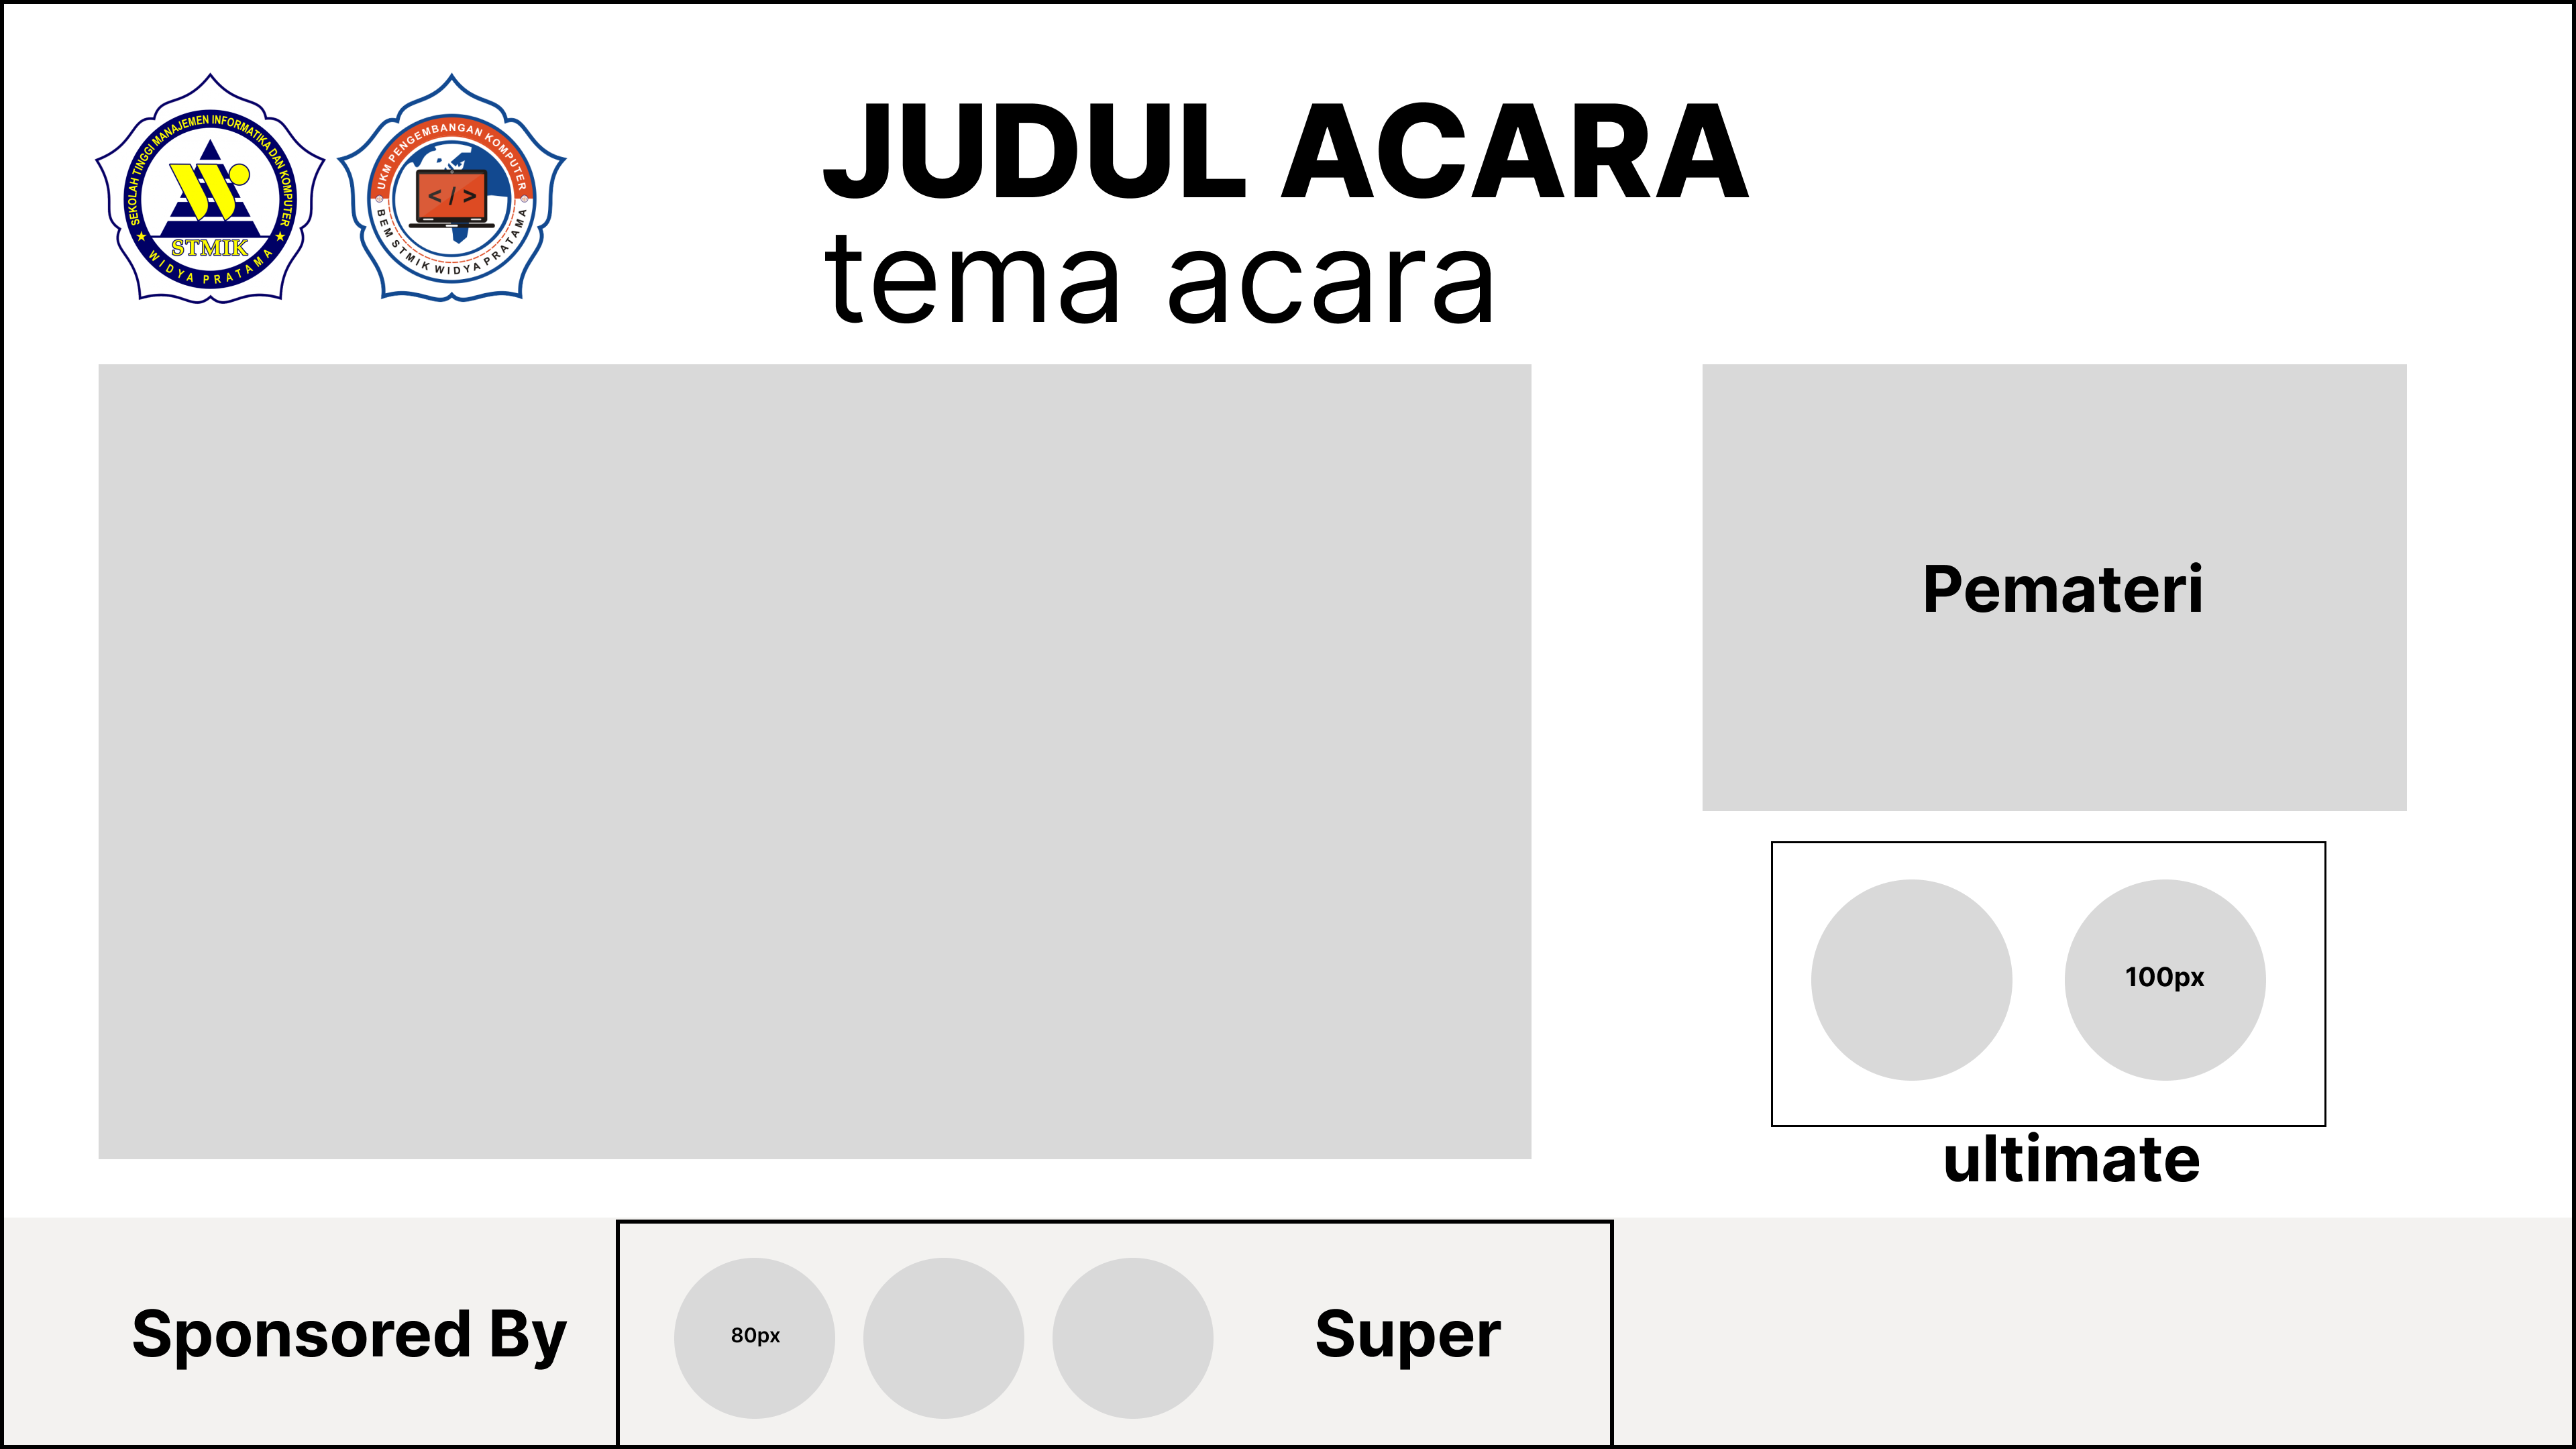 SEKOLAH TINGGI MANAJEMEN INFORMATIKA DAN KOMPUTER
STMIK
WIDYA PRATAMA
UKM PENGEMBANGAN KOMPUTER
</>
BEM STMIK WIDYA PRATAMA
JUDUL ACARA
tema acara
Pemateri
100px
ultimate
Sponsored By
80px
Super